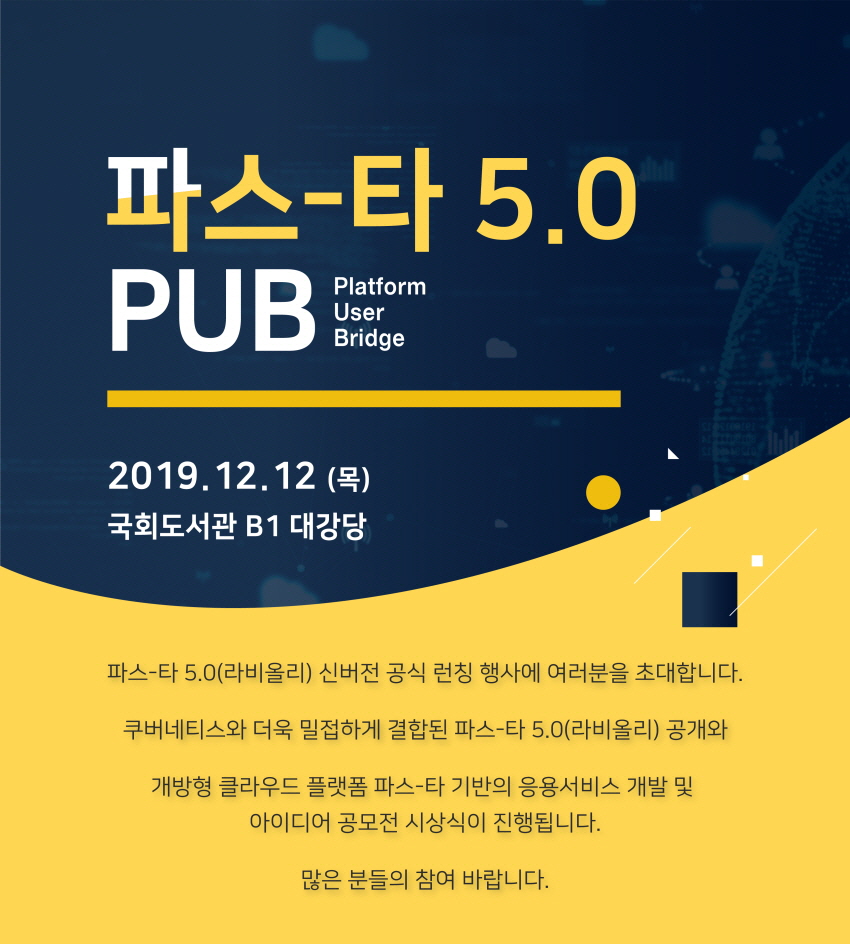 파스-타 5.0
PUB
Platform
User
Bridge
2019.12.12 (목)
국회도서관 B1 대강당
파스-타 5.0(라비올리) 신버전 공식 런칭 행사에 여러분을 초대합니다.
쿠버네티스와 더욱 밀접하게 결합된 파스-타 5.0(라비올리) 공개와
개방형 클라우드 플랫폼 파스-타 기반의 응용서비스 개발 및
아이디어 공모전 시상식이 진행됩니다.
많은 분들의 참여 바랍니다.